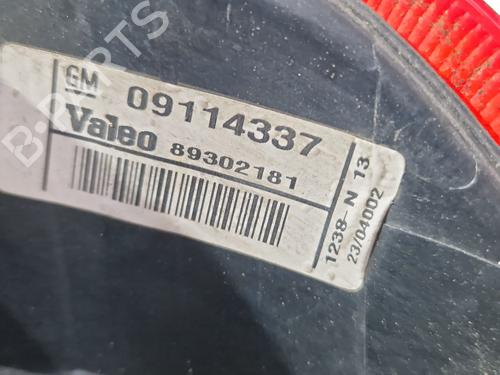 B-PARTS
GM 09114337
Valeo 89302181
1238- N 13
23/04002